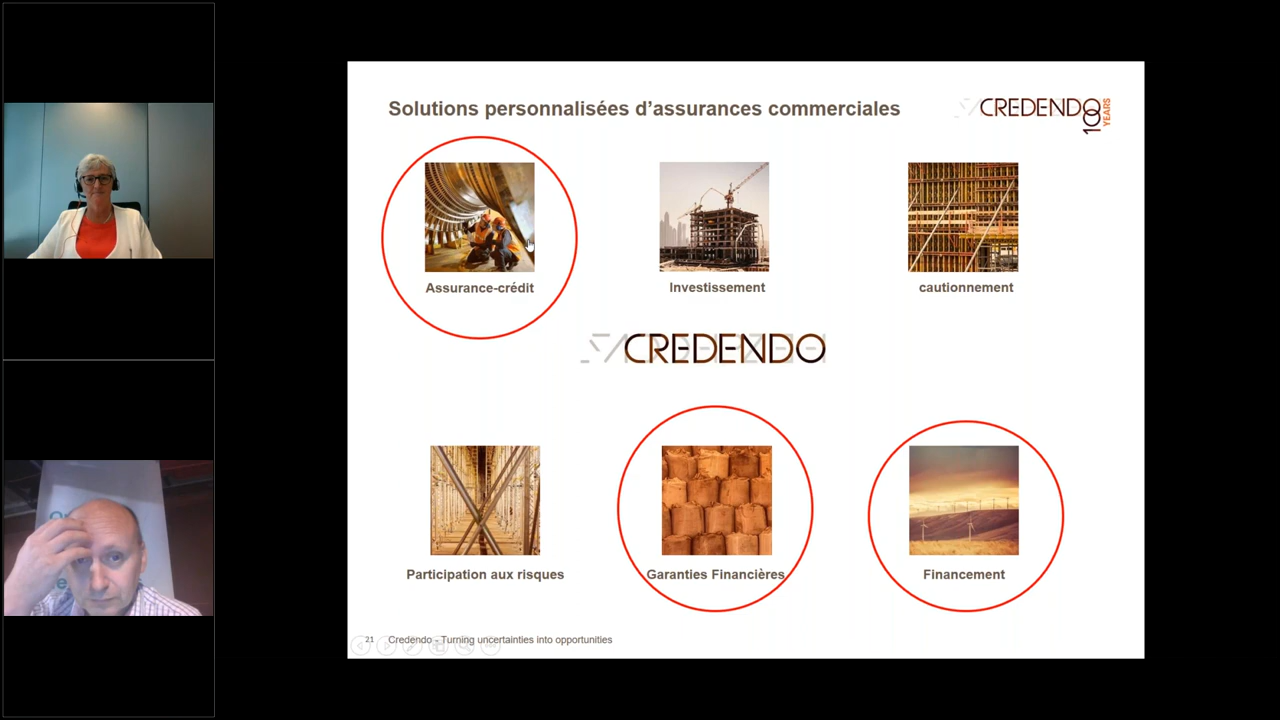 Solutions personnalisées d’assurances commerciales
CREDENDO
100 YEARS
Assurance-crédit
Investissement
cautionnement
CREDENDO
Participation aux risques
Garanties Financières
Financement
21 Credendo - Turning uncertainties into opportunities